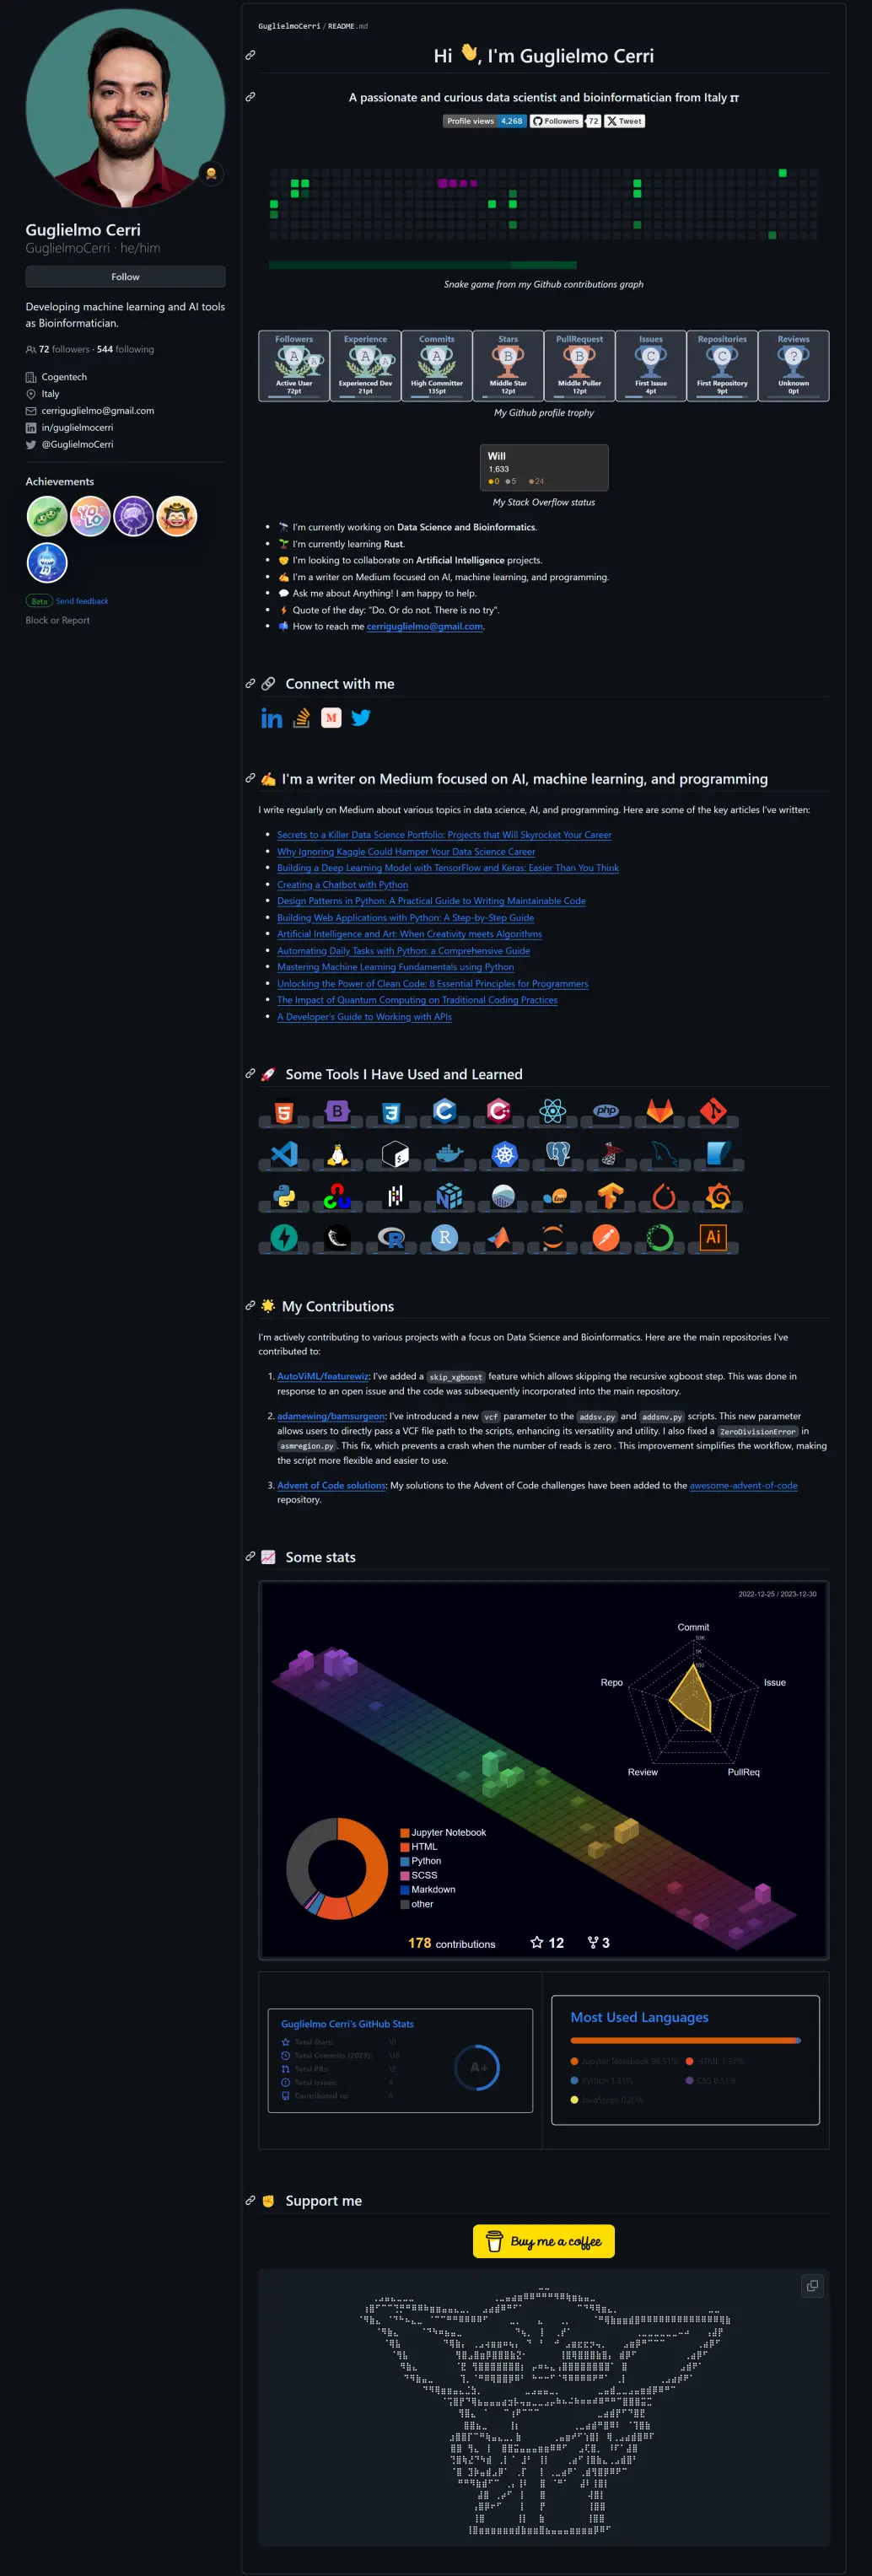 GuglielmoCerri / README.md
Hi 👋, I'm Guglielmo Cerri
A passionate and curious data scientist and bioinformatician from Italy IT
Profile views 4,268 Followers 72 Tweet
Snake game from my Github contributions graph
Followers Experience Commits Stars PullRequest Issues Repositories Reviews
A A A A A B B C C ?
Active User Experienced Dev High Committer Middle Star Middle Puller First Issue First Repository Unknown
72pt 21pt 135pt 12pt 12pt 4pt 9pt 0pt
My Github profile trophy
Will
1,633
0 5 24
My Stack Overflow status
🔭 I'm currently working on Data Science and Bioinformatics.
🌱 I'm currently learning Rust.
I'm looking to collaborate on Artificial Intelligence projects.
✍️ I'm a writer on Medium focused on AI, machine learning, and programming.
💬 Ask me about Anything! I am happy to help.
⚡ Quote of the day: "Do. Or do not. There is no try".
📫 How to reach me cerriguglielmo@gmail.com.
Guglielmo Cerri
GuglielmoCerri · he/him
Follow
Developing machine learning and AI tools
as Bioinformatician.
72 followers · 544 following
Cogentech
Italy
cerriguglielmo@gmail.com
in/guglielmocerri
@GuglielmoCerri
Achievements
YOLO
Beta Send feedback
Block or Report
🔗 Connect with me
in M
✍️ I'm a writer on Medium focused on AI, machine learning, and programming
I write regularly on Medium about various topics in data science, AI, and programming. Here are some of the key articles I've written:
Secrets to a Killer Data Science Portfolio: Projects that Will Skyrocket Your Career
Why Ignoring Kaggle Could Hamper Your Data Science Career
Building a Deep Learning Model with TensorFlow and Keras: Easier Than You Think
Creating a Chatbot with Python
Design Patterns in Python: A Practical Guide to Writing Maintainable Code
Building Web Applications with Python: A Step-by-Step Guide
Artificial Intelligence and Art: When Creativity meets Algorithms
Automating Daily Tasks with Python: a Comprehensive Guide
Mastering Machine Learning Fundamentals using Python
Unlocking the Power of Clean Code: 8 Essential Principles for Programmers
The Impact of Quantum Computing on Traditional Coding Practices
A Developer's Guide to Working with APIs
🚀 Some Tools I Have Used and Learned
5 B 3 C C php
R R Ai
🌟 My Contributions
I'm actively contributing to various projects with a focus on Data Science and Bioinformatics. Here are the main repositories I've
contributed to:
1. AutoViML/featurewiz: I've added a skip_xgboost feature which allows skipping the recursive xgboost step. This was done in
response to an open issue and the code was subsequently incorporated into the main repository.
2. adamewing/bamsurgeon: I've introduced a new vcf parameter to the addsv.py and addsnv.py scripts. This new parameter
allows users to directly pass a VCF file path to the scripts, enhancing its versatility and utility. I also fixed a ZeroDivisionError in
asmregion.py. This fix, which prevents a crash when the number of reads is zero . This improvement simplifies the workflow, making
the script more flexible and easier to use.
3. Advent of Code solutions: My solutions to the Advent of Code challenges have been added to the awesome-advent-of-code
repository.
📈 Some stats
2022-12-25 / 2023-12-30
Commit
10K
1K
100
Repo Issue
Review PullReq
Jupyter Notebook
HTML
Python
SCSS
Markdown
other
178 contributions 12 3
Guglielmo Cerri's GitHub Stats
Total Stars: 10
Total Commits (2023): 135
Total PRs: 12
Total Issues: 4
Contributed to:
A+
Most Used Languages
Jupyter Notebook HTML
Python 1.31% CSS
JavaScript 0.20%
✊ Support me
Buy me a coffee